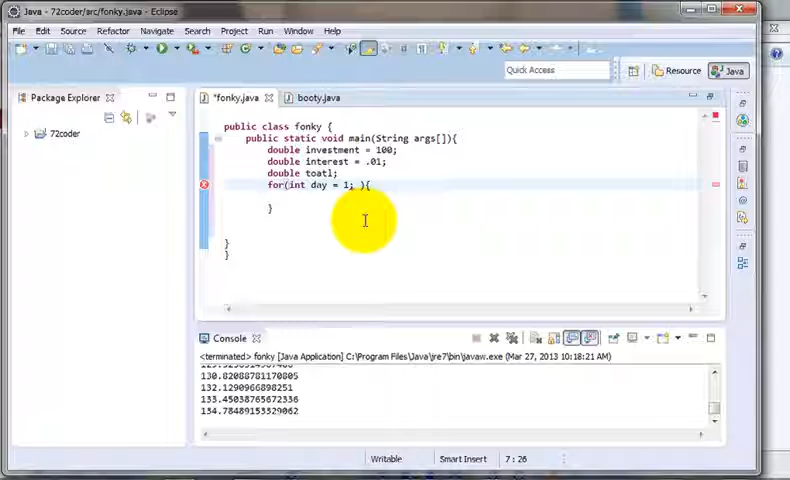 Java - 72coder/src/fonky.java - Eclipse
File Edit Source Refactor Navigate Search Project Run Window Help
Quick Access Resource Java
Package Explorer *fonky.java booty.java
72coder
public class fonky {
public static void main(String args[]){
double investment = 100;
double interest = .01;
double toatl;
for(int day = 1; ){
}
}
}
Console
<terminated> fonky [Java Application] C:\Program Files\Java\jre7\bin\javaw.exe (Mar 27, 2013 10:18:21 AM)
130.82088781170805
132.1290966898251
133.45038765672336
134.78489153329062
Writable Smart Insert 7 : 26